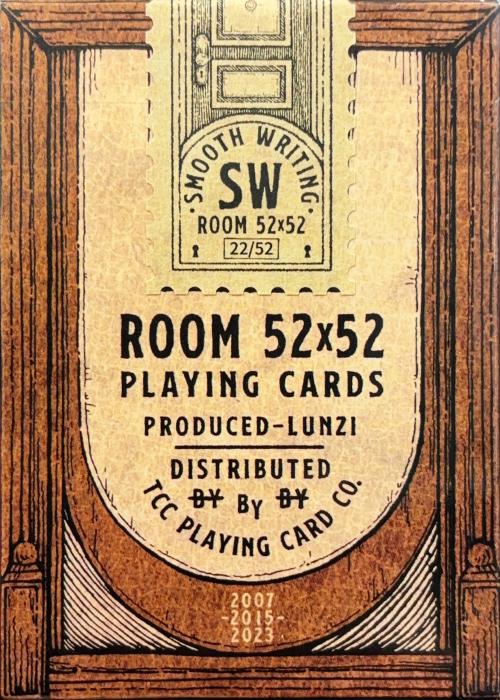 SMOOTH WRITING
SW
ROOM 52x52
22/52
ROOM 52x52
PLAYING CARDS
PRODUCED-LUNZI
DISTRIBUTED
BY By BY
TCC PLAYING CARD CO.
2007
-2015-
2023